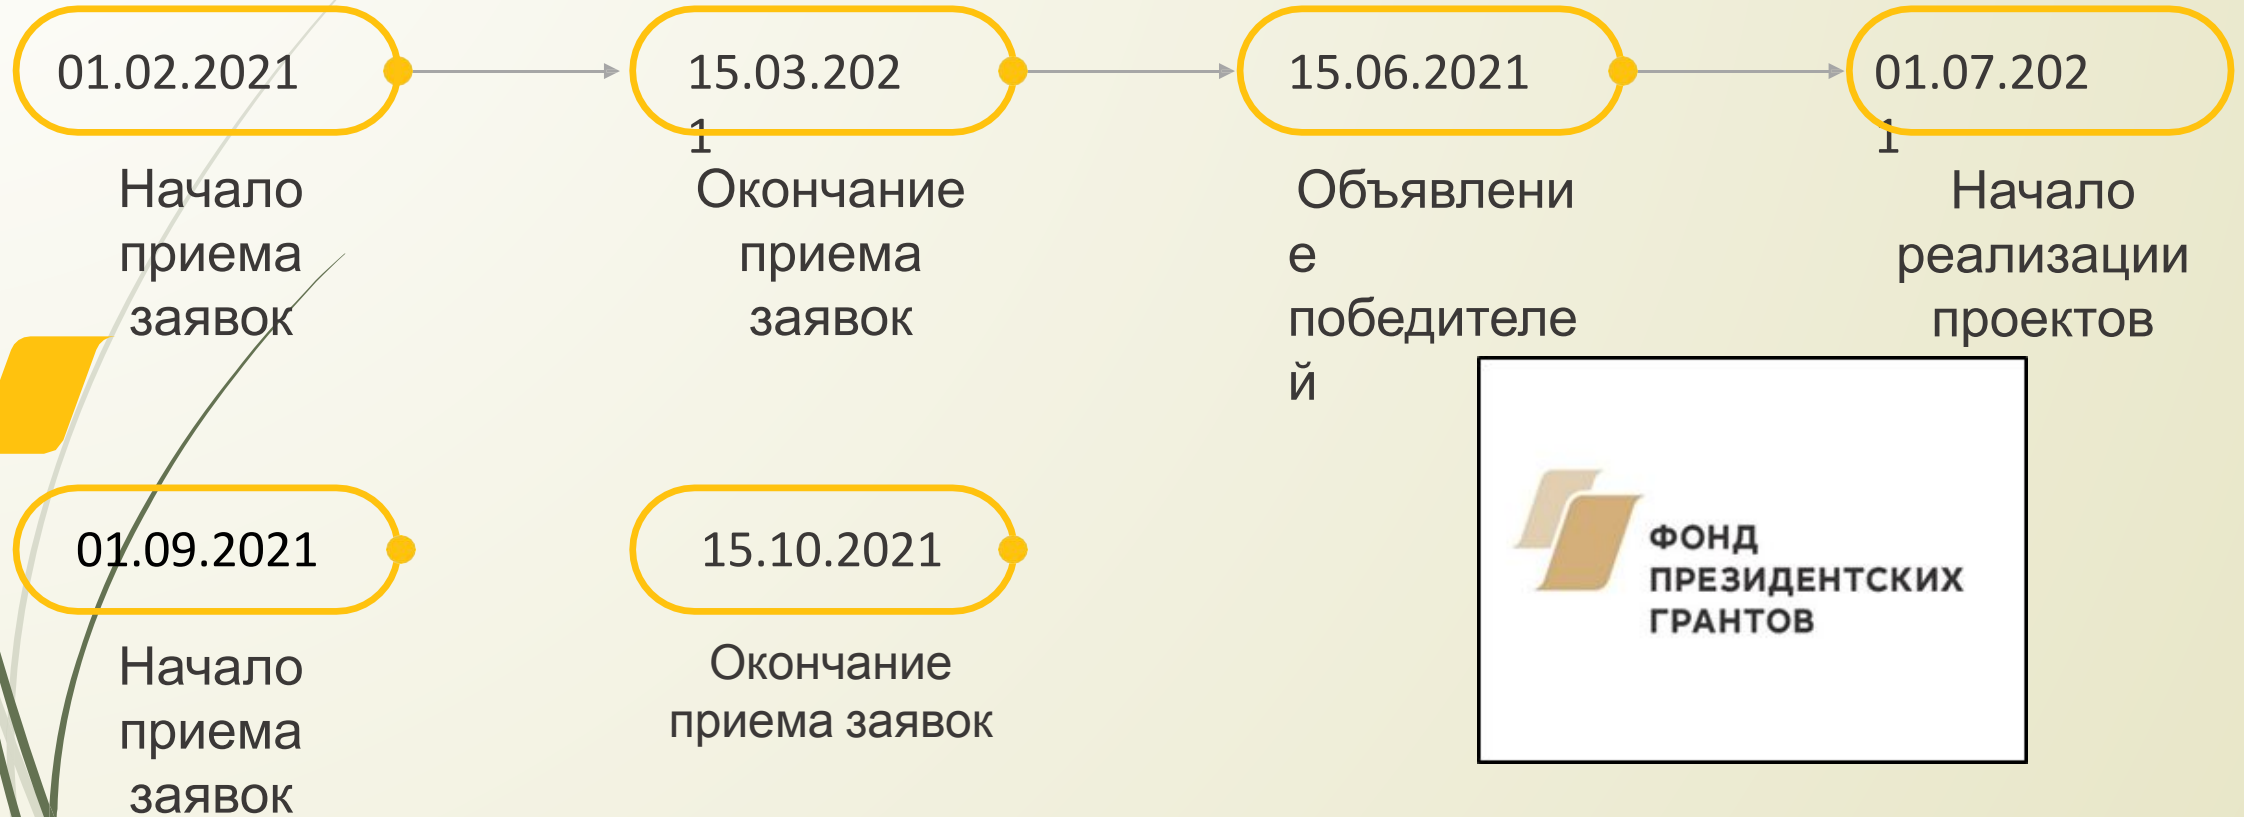 01.02.2021
15.03.202
1
15.06.2021
01.07.202
1
Начало
приема
заявок
Окончание
приема
заявок
Объявлени
е
победителе
й
Начало
реализации
проектов
01.09.2021
15.10.2021
Начало
приема
заявок
Окончание
приема заявок
ФОНД
ПРЕЗИДЕНТСКИХ
ГРАНТОВ